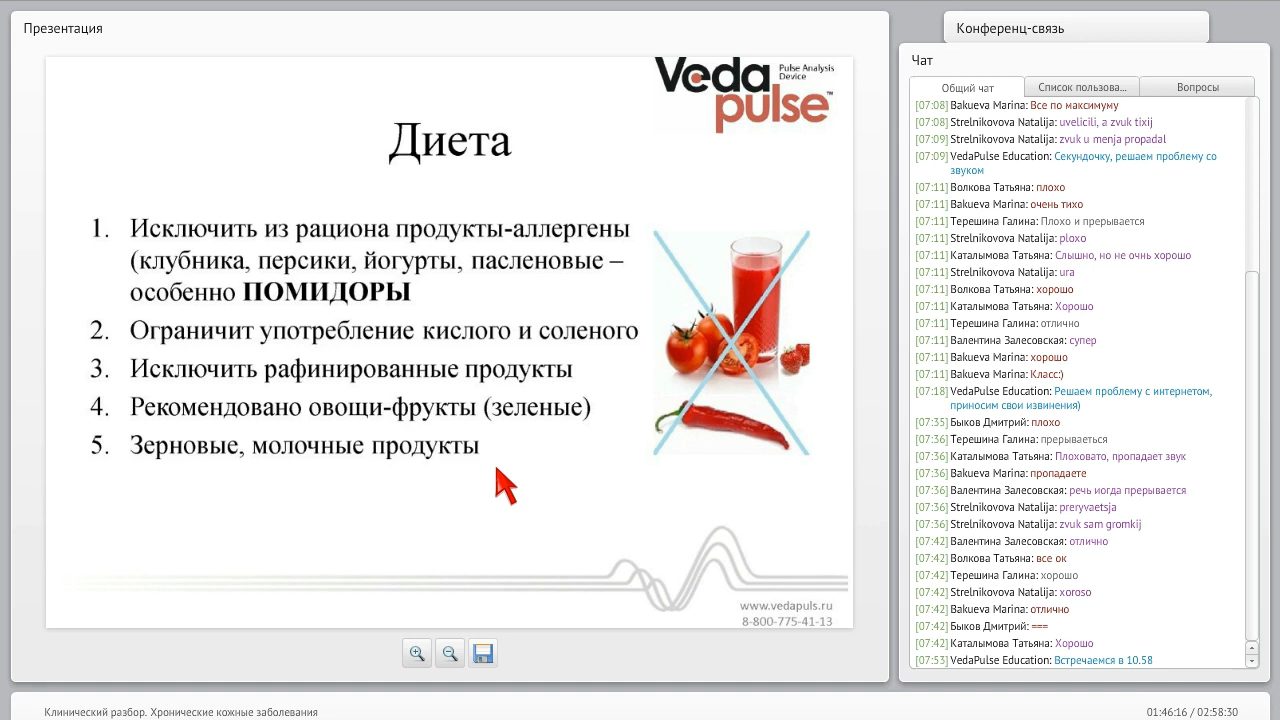 Презентация
Veda
Pulse Analysis
Device
pulse™
Диета
1. Исключить из рациона продукты-аллергены
(клубника, персики, йогурты, пасленовые –
особенно ПОМИДОРЫ
2. Ограничит употребление кислого и соленого
3. Исключить рафинированные продукты
4. Рекомендовано овощи-фрукты (зеленые)
5. Зерновые, молочные продукты
www.vedapuls.ru
8-800-775-41-13
Конференц-связь
Чат
Общий чат
Список пользова...
Вопросы
[07:08] Bakueva Marina: Все по максимуму
[07:08] Strelnikovova Natalija: uvelicili, a zvuk tixij
[07:09] Strelnikovova Natalija: zvuk u menja propadal
[07:09] VedaPulse Education: Секундочку, решаем проблему со
звуком
[07:11] Волкова Татьяна: плохо
[07:11] Bakueva Marina: очень тихо
[07:11] Терешина Галина: Плохо и прерывается
[07:11] Strelnikovova Natalija: ploxo
[07:11] Каталымова Татьяна: Слышно, но не очнь хорошо
[07:11] Strelnikovova Natalija: ura
[07:11] Волкова Татьяна: хорошо
[07:11] Каталымова Татьяна: Хорошо
[07:11] Терешина Галина: отлично
[07:11] Валентина Залесовская: супер
[07:11] Bakueva Marina: хорошо
[07:11] Bakueva Marina: Класс:)
[07:18] VedaPulse Education: Решаем проблему с интернетом,
приносим свои извинения)
[07:35] Быков Дмитрий: плохо
[07:36] Терешина Галина: прерываеться
[07:36] Каталымова Татьяна: Плоховато, пропадает звук
[07:36] Bakueva Marina: пропадаете
[07:36] Валентина Залесовская: речь иогда прерывается
[07:36] Strelnikovova Natalija: preryvaetsja
[07:36] Strelnikovova Natalija: zvuk sam gromkij
[07:42] Валентина Залесовская: отлично
[07:42] Волкова Татьяна: все ок
[07:42] Терешина Галина: хорошо
[07:42] Strelnikovova Natalija: xoroso
[07:42] Bakueva Marina: отлично
[07:42] Быков Дмитрий: ===
[07:42] Каталымова Татьяна: Хорошо
[07:53] VedaPulse Education: Встречаемся в 10.58
Клинический разбор. Хронические кожные заболевания
01:46:16 / 02:58:30